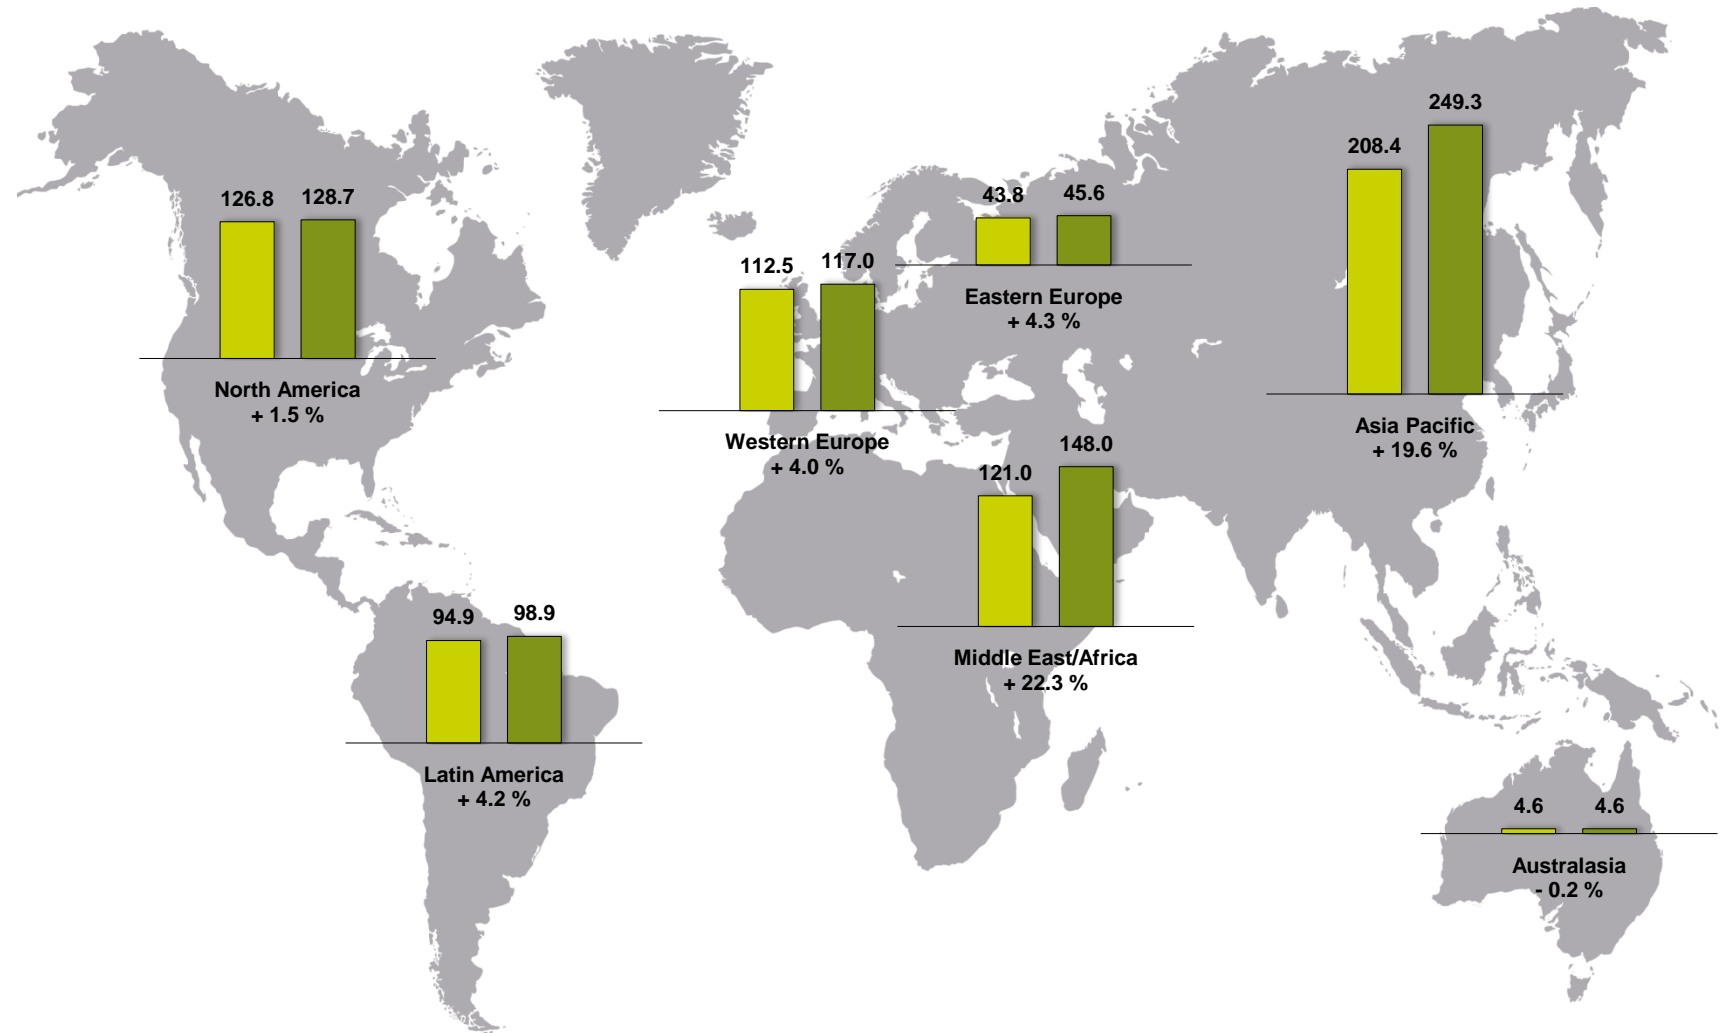 126.8 128.7
North America
+ 1.5 %
112.5 117.0
Western Europe
+ 4.0 %
43.8 45.6
Eastern Europe
+ 4.3 %
208.4 249.3
Asia Pacific
+ 19.6 %
121.0 148.0
Middle East/Africa
+ 22.3 %
94.9 98.9
Latin America
+ 4.2 %
4.6 4.6
Australasia
- 0.2 %